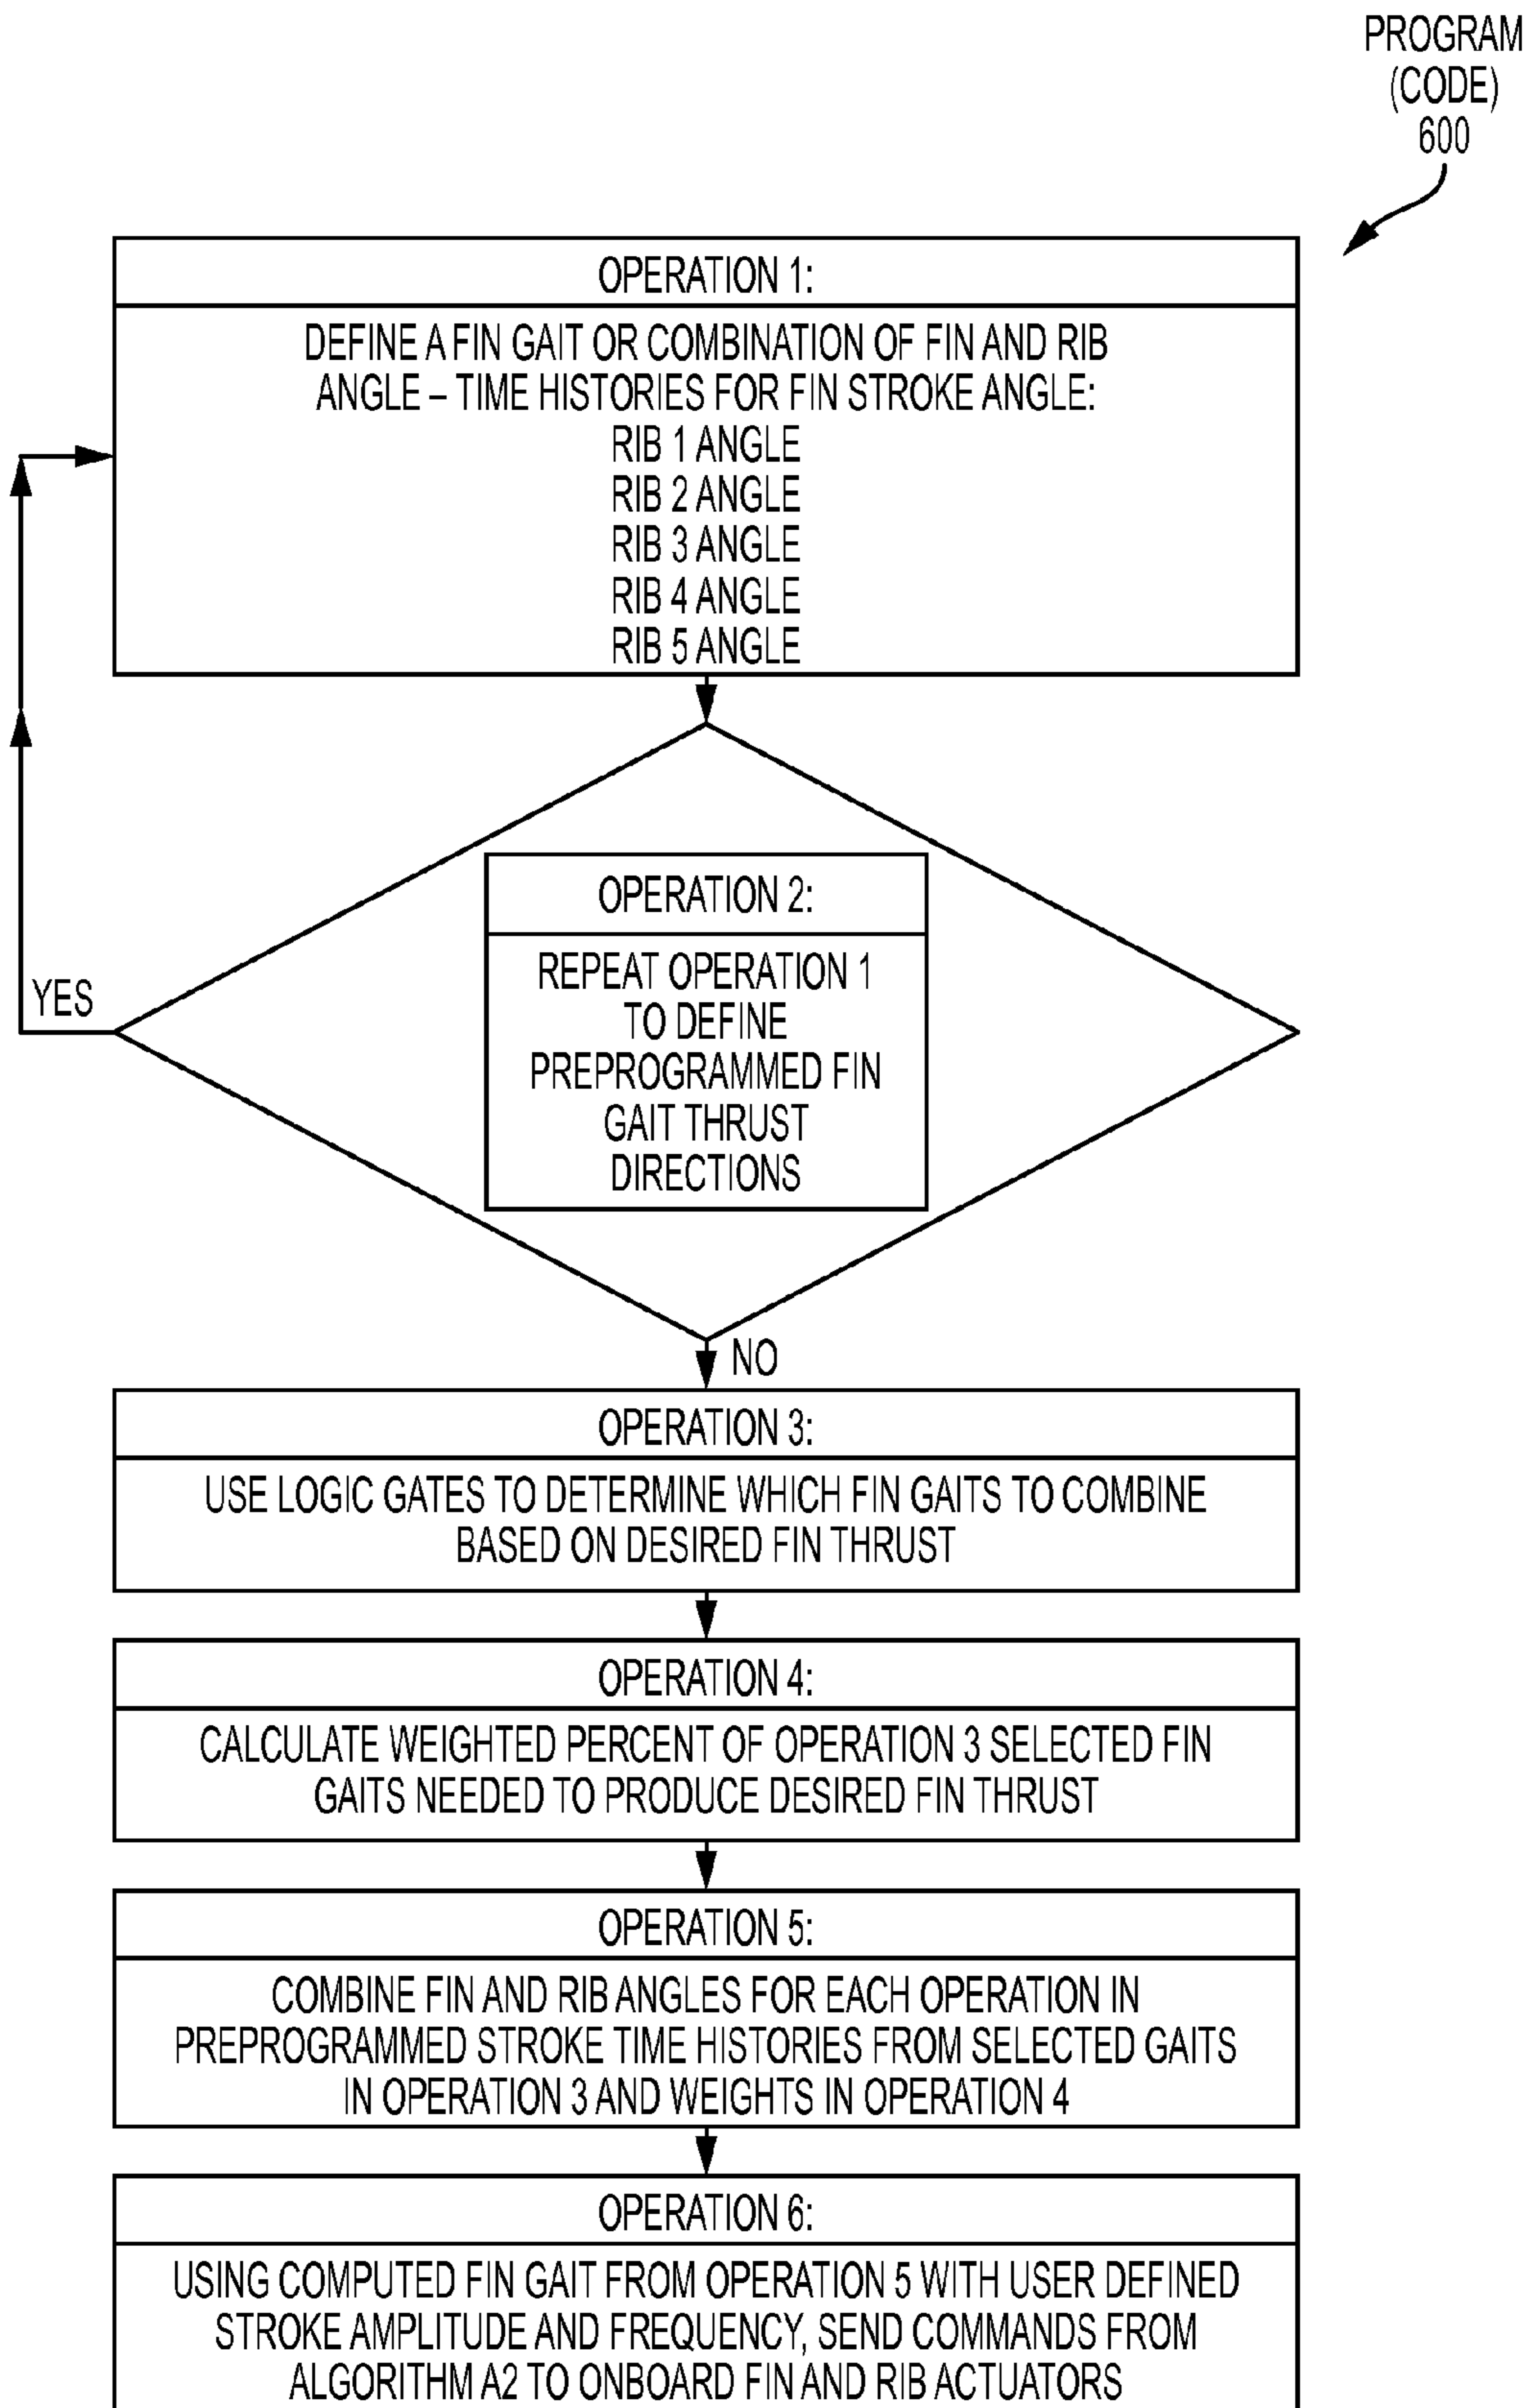 PROGRAM
(CODE)
600
OPERATION 1:
DEFINE A FIN GAIT OR COMBINATION OF FIN AND RIB
ANGLE – TIME HISTORIES FOR FIN STROKE ANGLE:
RIB 1 ANGLE
RIB 2 ANGLE
RIB 3 ANGLE
RIB 4 ANGLE
RIB 5 ANGLE
OPERATION 2:
REPEAT OPERATION 1
TO DEFINE
PREPROGRAMMED FIN
GAIT THRUST
DIRECTIONS
YES
NO
OPERATION 3:
USE LOGIC GATES TO DETERMINE WHICH FIN GAITS TO COMBINE
BASED ON DESIRED FIN THRUST
OPERATION 4:
CALCULATE WEIGHTED PERCENT OF OPERATION 3 SELECTED FIN
GAITS NEEDED TO PRODUCE DESIRED FIN THRUST
OPERATION 5:
COMBINE FIN AND RIB ANGLES FOR EACH OPERATION IN
PREPROGRAMMED STROKE TIME HISTORIES FROM SELECTED GAITS
IN OPERATION 3 AND WEIGHTS IN OPERATION 4
OPERATION 6:
USING COMPUTED FIN GAIT FROM OPERATION 5 WITH USER DEFINED
STROKE AMPLITUDE AND FREQUENCY, SEND COMMANDS FROM
ALGORITHM A2 TO ONBOARD FIN AND RIB ACTUATORS